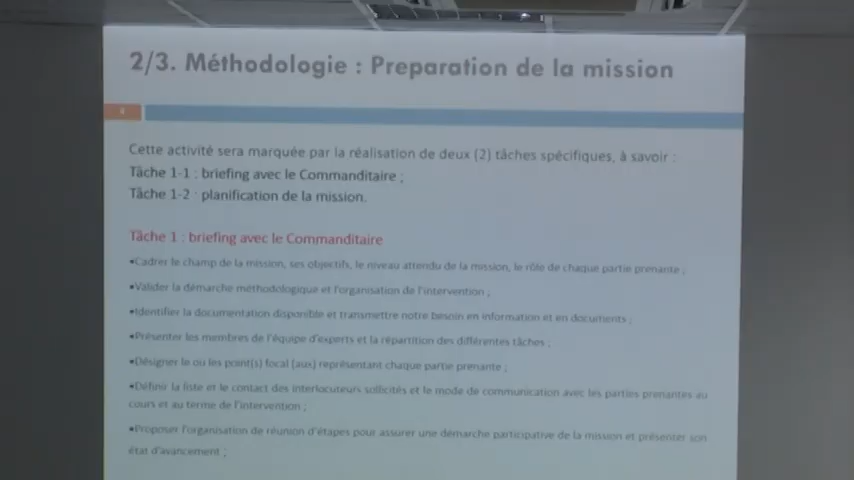 2/3. Méthodologie : Preparation de la mission
Cette activité sera marquée par la réalisation de deux (2) tâches spécifiques, à savoir :
Tâche 1-1 : briefing avec le Commanditaire ;
Tâche 1-2 : planification de la mission.
Tâche 1 : briefing avec le Commanditaire
•Cadrer le champ de la mission, ses objectifs, le niveau attendu de la mission, le rôle de chaque partie prenante ;
•Valider la démarche méthodologique et l'organisation de l'intervention ;
•Identifier la documentation disponible et transmettre notre besoin en information et en documents ;
•Présenter les membres de l'équipe d'experts et la répartition des différentes tâches ;
•Désigner le ou les point(s) focal (aux) représentant chaque partie prenante ;
•Définir la liste et le contact des interlocuteurs sollicités et le mode de communication avec les parties prenantes au
cours et au terme de l'intervention ;
•Proposer l'organisation de réunion d'étapes pour assurer une démarche participative de la mission et présenter son
état d'avancement ;